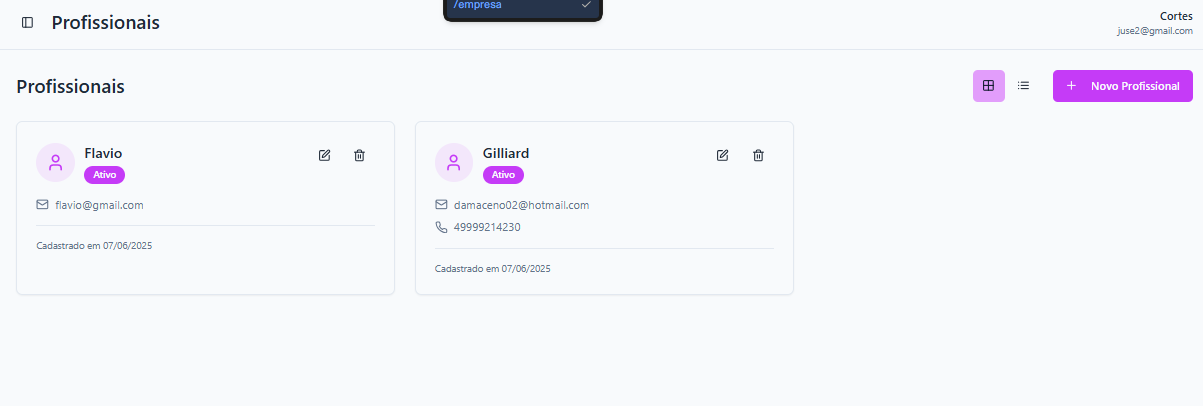 /empresa
Profissionais
Cortes
juse2@gmail.com
Profissionais
Novo Profissional
Flavio
Ativo
flavio@gmail.com
Cadastrado em 07/06/2025
Gilliard
Ativo
damaceno02@hotmail.com
49999214230
Cadastrado em 07/06/2025